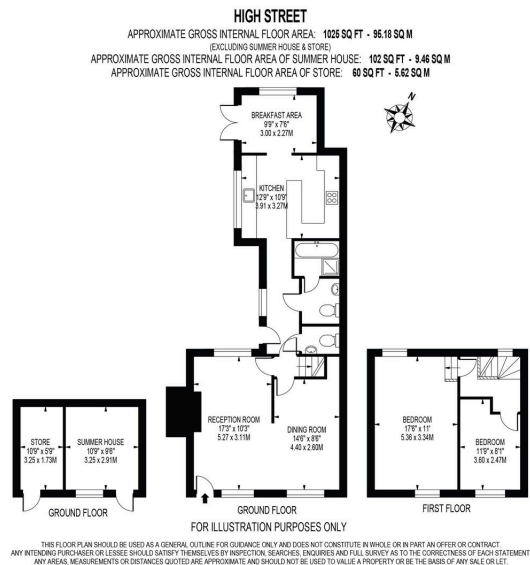 HIGH STREET
APPROXIMATE GROSS INTERNAL FLOOR AREA: 1025 SQ FT - 95.18 SQ M
(EXCLUDING SUMMER HOUSE & STORE)
APPROXIMATE GROSS INTERNAL FLOOR AREA OF SUMMER HOUSE: 102 SQ FT - 9.46 SQ M
APPROXIMATE GROSS INTERNAL FLOOR AREA OF STORE: 60 SQ FT - 5.62 SQ M
N
BREAKFAST AREA
9'9" x 7'6"
3.00 x 2.27M
KITCHEN
12'9" x 10'9"
3.91 x 3.27M
RECEPTION ROOM
17'3" x 10'3"
5.27 x 3.11M
DINING ROOM
14'6" x 8'6"
4.40 x 2.60M
GROUND FLOOR
STORE
10'9" x 5'9"
3.25 x 1.73M
SUMMER HOUSE
10'9" x 9'6"
3.25 x 2.91M
GROUND FLOOR
BEDROOM
17'6" x 11'
5.36 x 3.34M
BEDROOM
11'9" x 8'1"
3.60 x 2.47M
FIRST FLOOR
FOR ILLUSTRATION PURPOSES ONLY
THIS FLOOR PLAN SHOULD BE USED AS A GENERAL OUTLINE FOR GUIDANCE ONLY AND DOES NOT CONSTITUTE IN WHOLE OR IN PART AN OFFER OR CONTRACT.
ANY INTENDING PURCHASER OR LESSEE SHOULD SATISFY THEMSELVES BY INSPECTION, SEARCHES, ENQUIRIES AND FULL SURVEY AS TO THE CORRECTNESS OF EACH STATEMENT
ANY AREAS, MEASUREMENTS OR DISTANCES QUOTED ARE APPROXIMATE AND SHOULD NOT BE USED TO VALUE A PROPERTY OR BE THE BASIS OF ANY SALE OR LET.